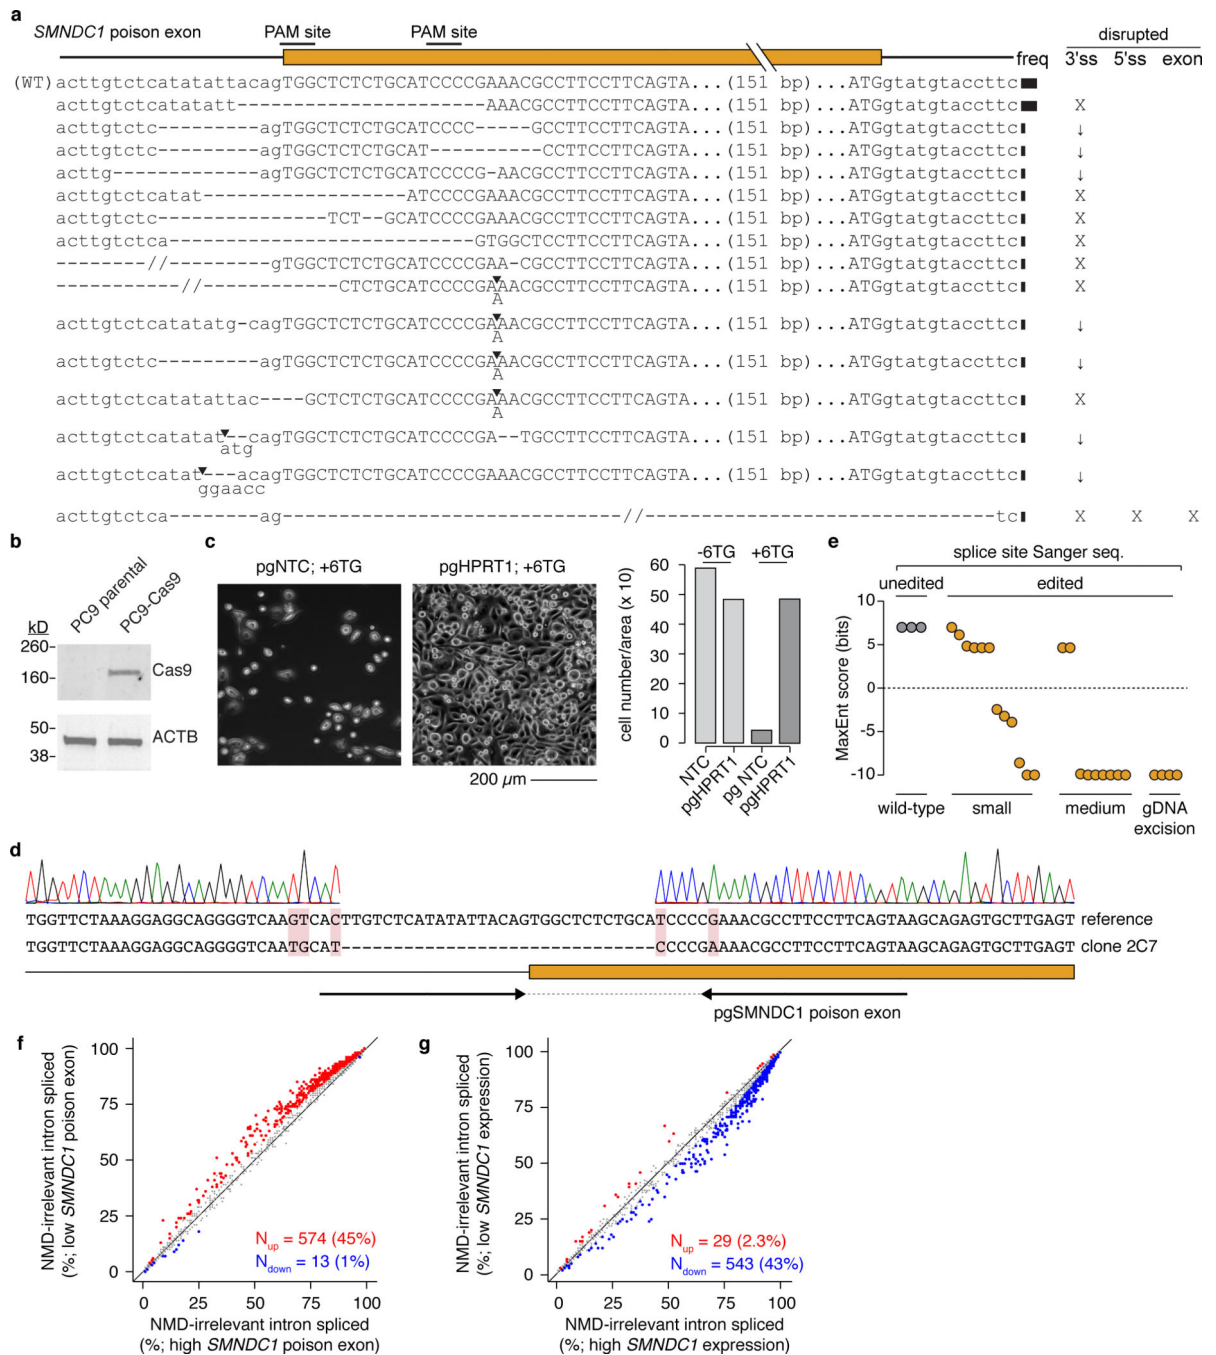 a
SMNDC1 poison exon PAM site PAM site disrupted
freq 3'ss 5'ss exon
(WT) acttgtctcatatattacagTGGCTCTCTGCATCCCCGAAACGCCTTCCTTCAGTA...(151 bp)...ATGgtatgtaccttc
acttgtctcatatatt----------------------AAACGCCTTCCTTCAGTA...(151 bp)...ATGgtatgtaccttc X
acttgtctc---------agTGGCTCTCTGCATCCCC-----GCCTTCCTTCAGTA...(151 bp)...ATGgtatgtaccttc ↓
acttgtctc---------agTGGCTCTCTGCAT----------CCTTCCTTCAGTA...(151 bp)...ATGgtatgtaccttc ↓
acttg-------------agTGGCTCTCTGCATCCCCG-AACGCCTTCCTTCAGTA...(151 bp)...ATGgtatgtaccttc ↓
acttgtctcatat------------------ATCCCCGAAACGCCTTCCTTCAGTA...(151 bp)...ATGgtatgtaccttc X
acttgtctc---------------TCT--GCATCCCCGAAACGCCTTCCTTCAGTA...(151 bp)...ATGgtatgtaccttc X
acttgtctca---------------------------GTGGCTCCTTCCTTCAGTA...(151 bp)...ATGgtatgtaccttc X
--------//---------gTGGCTCTCTGCATCCCCGAA-CGCCTTCCTTCAGTA...(151 bp)...ATGgtatgtaccttc X
-----------//------------CTCTGCATCCCCGAAACGCCTTCCTTCAGTA...(151 bp)...ATGgtatgtaccttc X
A
acttgtctcatatatg-cagTGGCTCTCTGCATCCCCGAAACGCCTTCCTTCAGTA...(151 bp)...ATGgtatgtaccttc ↓
A
acttgtctc---------agTGGCTCTCTGCATCCCCGAAACGCCTTCCTTCAGTA...(151 bp)...ATGgtatgtaccttc ↓
A
acttgtctcatatattac----GCTCTCTGCATCCCCGAAACGCCTTCCTTCAGTA...(151 bp)...ATGgtatgtaccttc X
A
acttgtctcatatat--cagTGGCTCTCTGCATCCCCGA--TGCCTTCCTTCAGTA...(151 bp)...ATGgtatgtaccttc ↓
atg
acttgtctcatat---acagTGGCTCTCTGCATCCCCGAAACGCCTTCCTTCAGTA...(151 bp)...ATGgtatgtaccttc ↓
ggaacc
acttgtctca--------ag------------------------------//-------------------------------tc X X X
b
PC9 parental
PC9-Cas9
kD
260-
160-
Cas9
50-
38-
ACTB
c
pgNTC; +6TG pgHPRT1; +6TG
200 µm
-6TG +6TG
cell number/area (x 10)
60
50
40
30
20
10
0
NTC
pgHPRT1
pg NTC
pgHPRT1
e
splice site Sanger seq.
unedited edited
MaxEnt score (bits)
10
5
0
-5
-10
wild-type small medium gDNA
excision
d
TGGTTCTAAAGGAGGCAGGGGTCAAGTCACTTGTCTCATATATTACAGTGGCTCTCTGCATCCCCGAAACGCCTTCCTTCAGTAAGCAGAGTGCTTGAGT reference
TGGTTCTAAAGGAGGCAGGGGTCAATGCAT------------------------------CCCCGAAAACGCCTTCCTTCAGTAAGCAGAGTGCTTGAGT clone 2C7
pgSMNDC1 poison exon
f
NMD-irrelevant intron spliced
(%; low SMNDC1 poison exon)
100
75
50
25
0
N up = 574 (45%)
N down = 13 (1%)
0 25 50 75 100
NMD-irrelevant intron spliced
(%; high SMNDC1 poison exon)
g
NMD-irrelevant intron spliced
(%; low SMNDC1 expression)
100
75
50
25
0
N up = 29 (2.3%)
N down = 543 (43%)
0 25 50 75 100
NMD-irrelevant intron spliced
(%; high SMNDC1 expression)